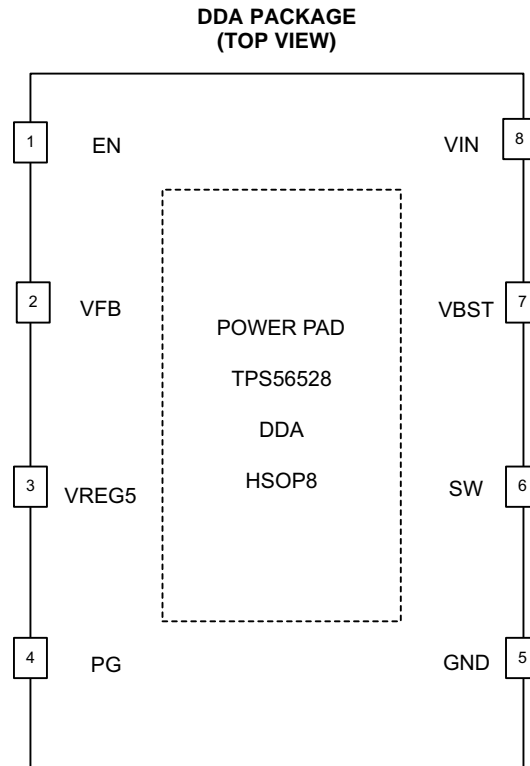 DDA PACKAGE
(TOP VIEW)
1 EN VIN 8
2 VFB VBST 7
POWER PAD
TPS56528
DDA
HSOP8
3 VREG5 SW 6
4 PG GND 5